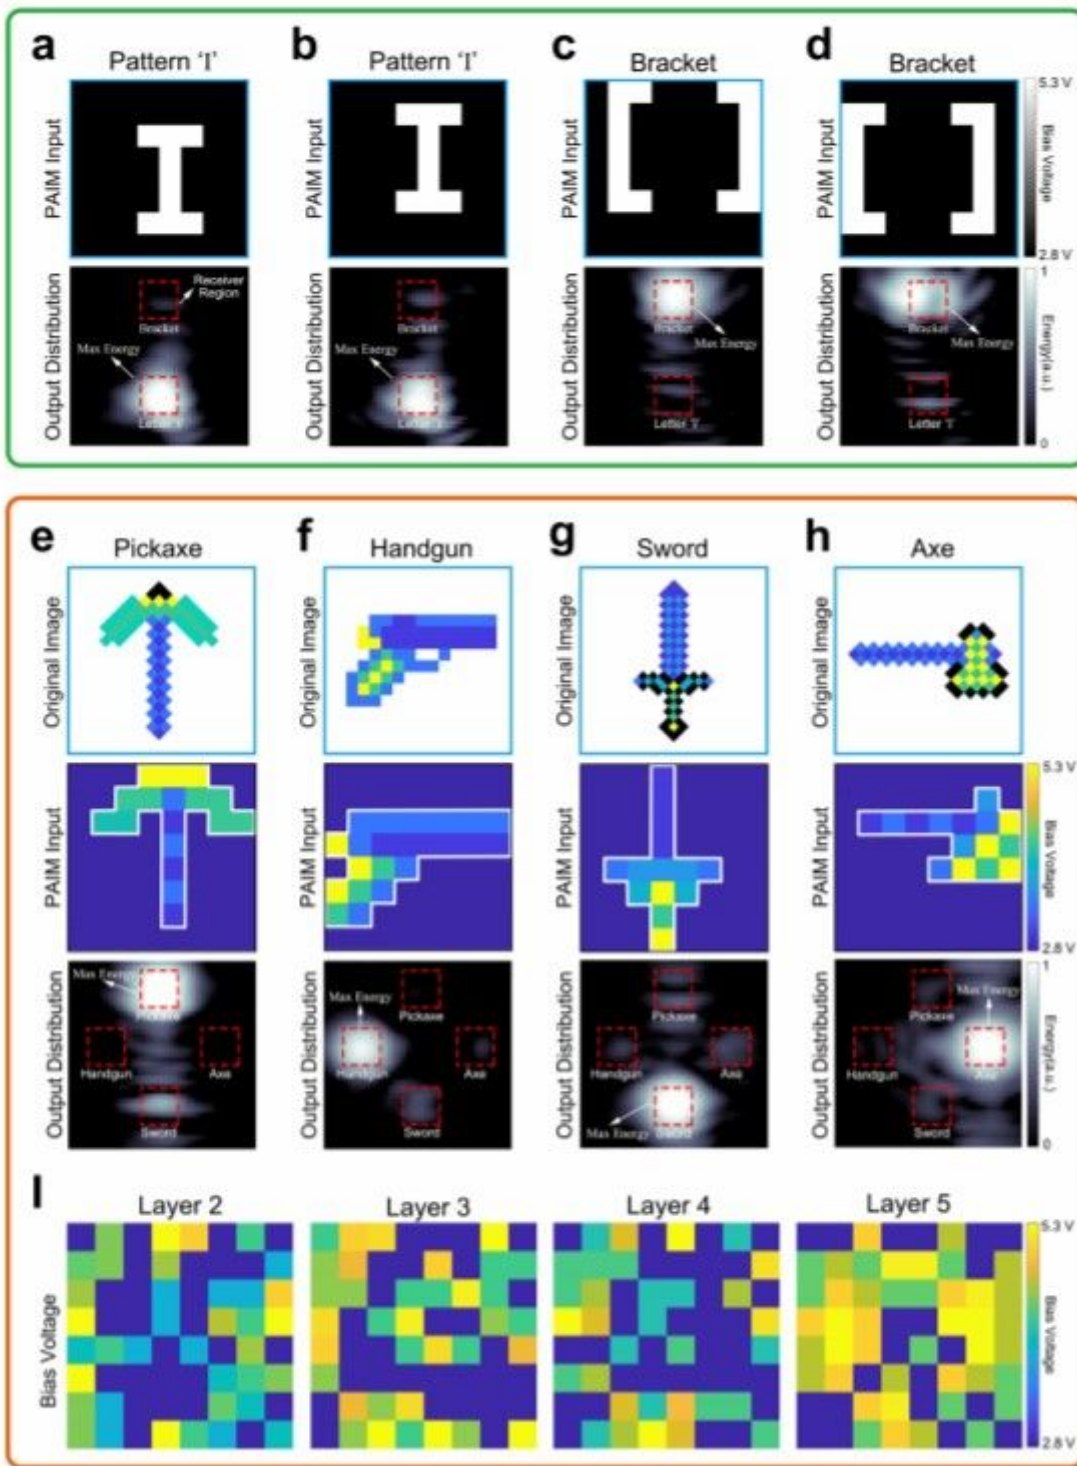 a
Pattern 'I'
b
Pattern 'I'
c
Bracket
d
Bracket
PAIM Input
PAIM Input
PAIM Input
PAIM Input
5.3 V
Bias Voltage
2.8 V
Output Distribution
Receiver
Region
Bracket
Max Energy
Letter 'I'
Output Distribution
Bracket
Max Energy
Letter 'I'
Output Distribution
Bracket
Max Energy
Letter 'I'
Output Distribution
Bracket
Max Energy
Letter 'I'
1
Energy(a.u.)
0
e
Pickaxe
f
Handgun
g
Sword
h
Axe
Original Image
Original Image
Original Image
Original Image
PAIM Input
PAIM Input
PAIM Input
PAIM Input
5.3 V
Bias Voltage
2.8 V
Output Distribution
Max Energy
Pickaxe
Handgun
Axe
Sword
Output Distribution
Max Energy
Pickaxe
Handgun
Axe
Sword
Output Distribution
Pickaxe
Handgun
Axe
Max Energy
Sword
Output Distribution
Pickaxe
Max Energy
Handgun
Axe
Sword
1
Energy(a.u.)
0
l
Layer 2
Layer 3
Layer 4
Layer 5
Bias Voltage
5.3 V
Bias Voltage
2.8 V